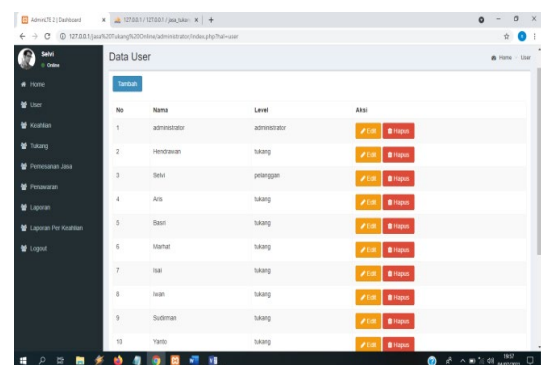 AdminLTE 2 | Dashboard
127.0.0.1 / 127.0.0.1 / jasa_tukan
127.0.0.1/jasa%20Tukang%20Online/administrator/index.php?hal=user
Selvi
Online
Home
User
Keahlian
Tukang
Pemesanan Jasa
Penawaran
Laporan
Laporan Per Keahlian
Logout
Data User
Home User
Tambah
No Nama Level Aksi
1 administrator administrator Edit Hapus
2 Hendrawan tukang Edit Hapus
3 Selvi pelanggan Edit Hapus
4 Aris tukang Edit Hapus
5 Basri tukang Edit Hapus
6 tukang Edit Hapus
7 tukang Edit Hapus
8 Iwan tukang Edit Hapus
9 Sudirman tukang Edit Hapus
10 Yanto tukang Edit Hapus
19:57